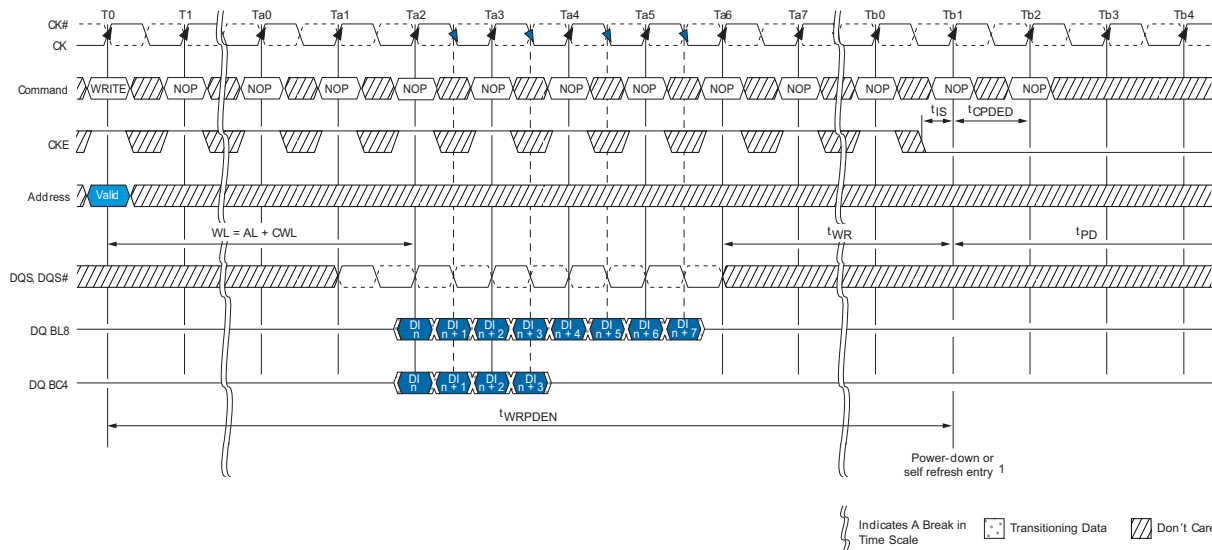 T0 T1 Ta0 Ta1 Ta2 Ta3 Ta4 Ta5 Ta6 Ta7 Tb0 Tb1 Tb2 Tb3 Tb4
CK#
CK
Command WRITE NOP NOP NOP NOP NOP NOP NOP NOP NOP NOP NOP NOP
tIS tCPDED
CKE
Address Valid
WL = AL + CWL tWR tPD
DQS, DQS#
DQ BL8 DI n DI n + 1 DI n + 2 DI n + 3 DI n + 4 DI n + 5 DI n + 6 DI n + 7
DQ BC4 DI n DI n + 1 DI n + 2 DI n + 3
tWRPDEN
Power-down or
self refresh entry 1
Indicates A Break in
Time Scale
Transitioning Data
Don't Care